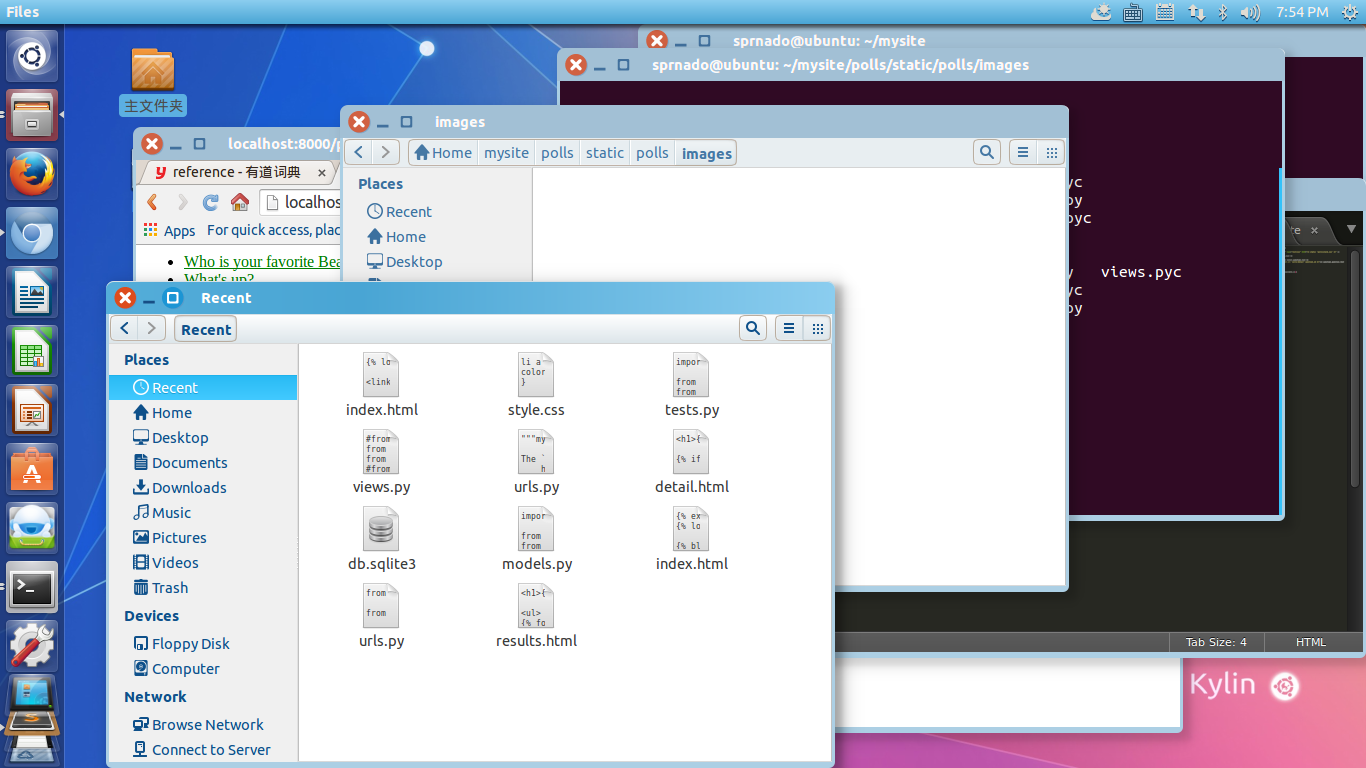 Files
7:54 PM
主文件夹
sprnado@ubuntu: ~/mysite
sprnado@ubuntu: ~/mysite/polls/static/polls/images
yc
py
pyc
y views.pyc
yc
py
te
localhost:8000/p
reference - 有道词典
localhos
Apps For quick access, plac
Who is your favorite Bea
What's up?
images
Home mysite polls static polls images
Places
Recent
Home
Desktop
Recent
Recent
Places
Recent
Home
Desktop
Documents
Downloads
Music
Pictures
Videos
Trash
Devices
Floppy Disk
Computer
Network
Browse Network
Connect to Server
{% lo
<link
index.html
li a
color
}
style.css
impor
from
from
tests.py
#from
from
from
#from
views.py
"""my
The `
h
urls.py
<h1>{
{% if
detail.html
db.sqlite3
impor
from
from
models.py
{% ex
{% lo
{% bl
index.html
from
from
urls.py
<h1>{
<ul>
{% fo
results.html
Tab Size: 4 HTML
Kylin